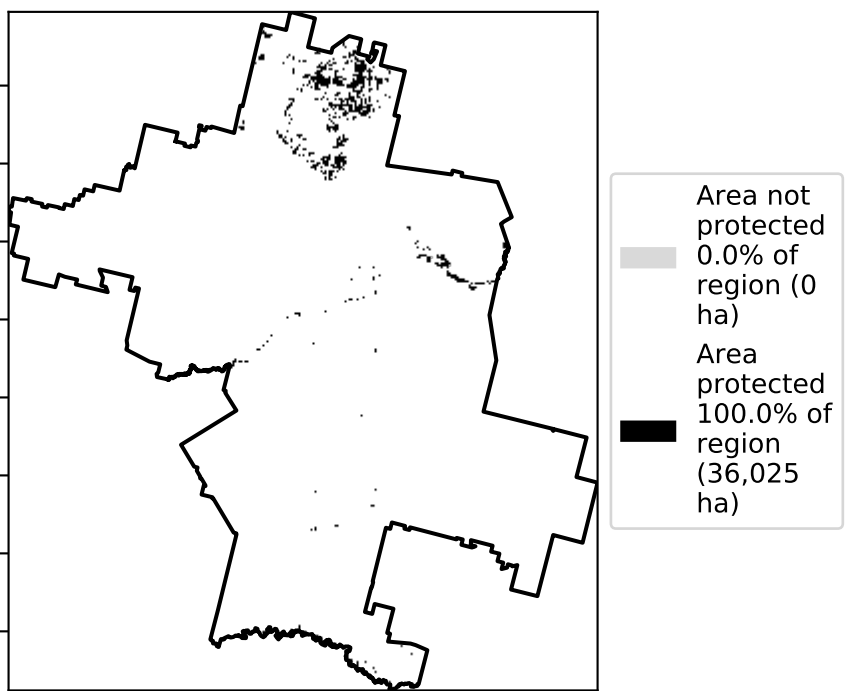 Area not
protected
0.0% of
region (0
ha)
Area
protected
100.0% of
region
(36,025
ha)